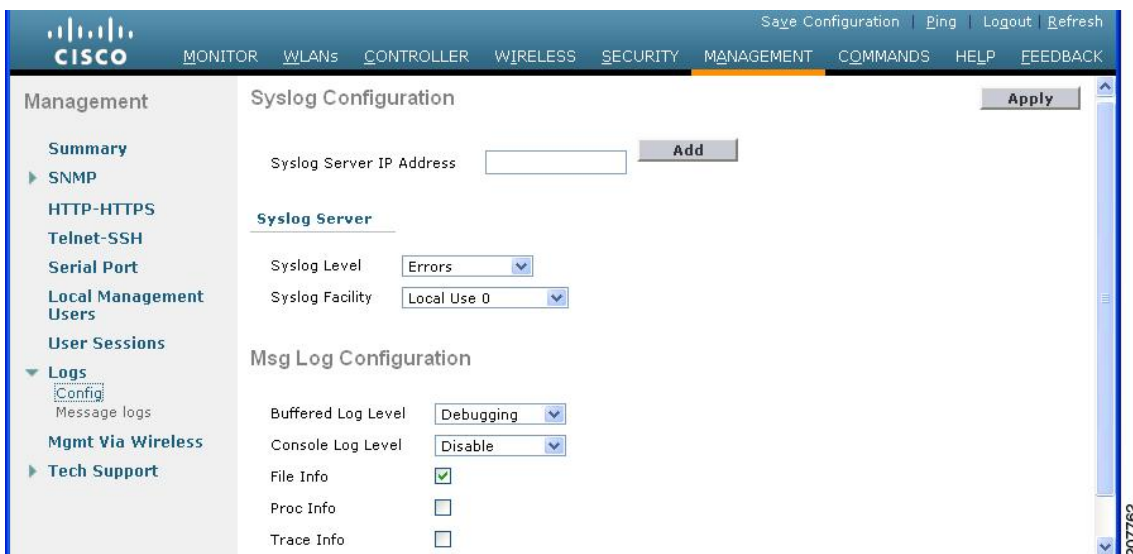 Save Configuration | Ping | Logout | Refresh
CISCO
MONITOR WLANs CONTROLLER WIRELESS SECURITY MANAGEMENT COMMANDS HELP FEEDBACK
Management
Summary
SNMP
HTTP-HTTPS
Telnet-SSH
Serial Port
Local Management
Users
User Sessions
Logs
Config
Message logs
Mgmt Via Wireless
Tech Support
Syslog Configuration
Apply
Syslog Server IP Address
Add
Syslog Server
Syslog Level Errors
Syslog Facility Local Use 0
Msg Log Configuration
Buffered Log Level Debugging
Console Log Level Disable
File Info
Proc Info
Trace Info